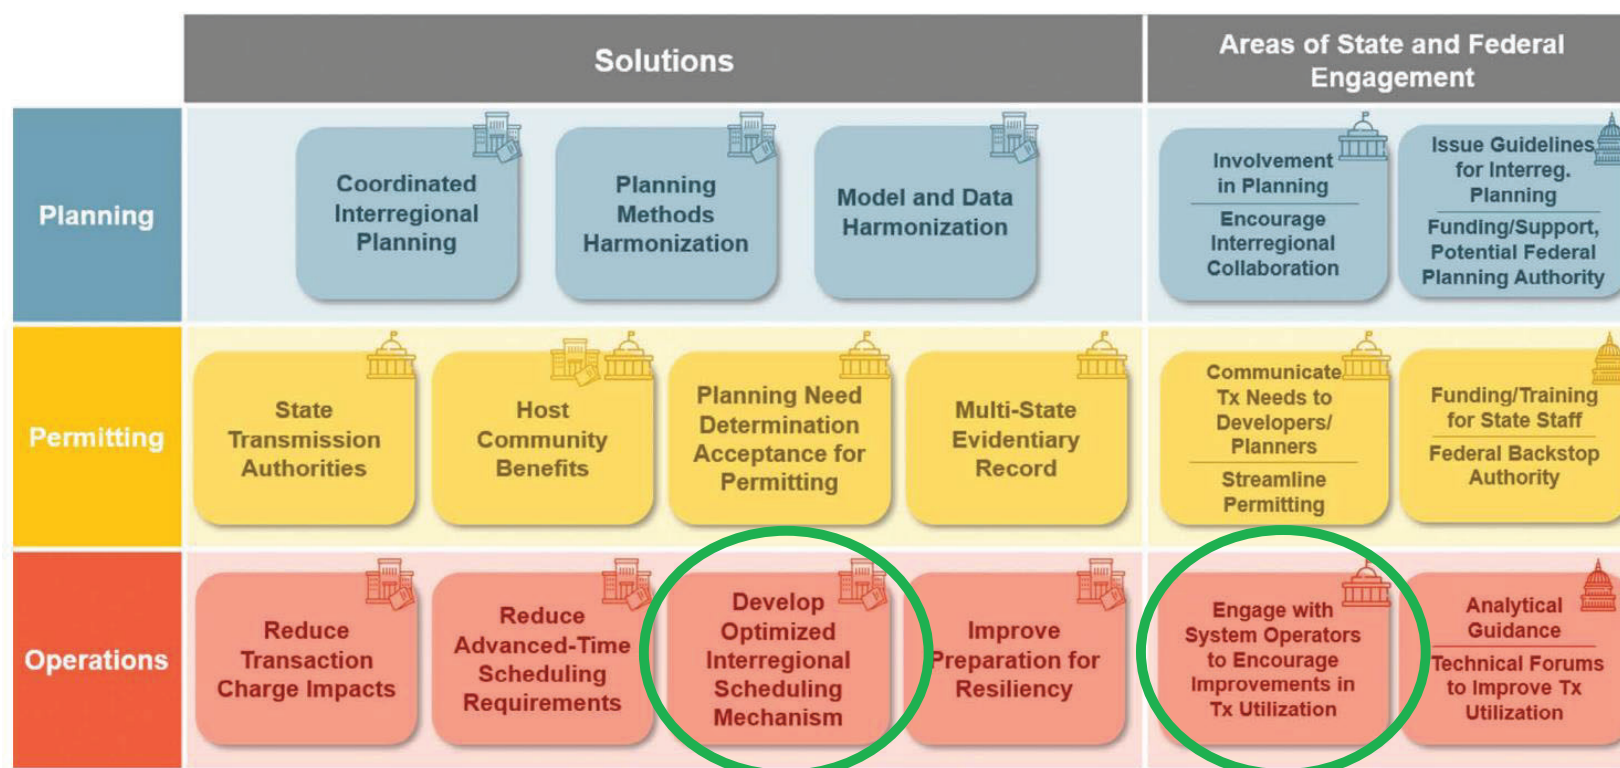 Solutions
Areas of State and Federal
Engagement
Planning
Coordinated
Interregional
Planning
Planning
Methods
Harmonization
Model and Data
Harmonization
Involvement
in Planning
Encourage
Interregional
Collaboration
Issue Guidelines
for Interreg.
Planning
Funding/Support,
Potential Federal
Planning Authority
Permitting
State
Transmission
Authorities
Host
Community
Benefits
Planning Need
Determination
Acceptance for
Permitting
Multi-State
Evidentiary
Record
Communicate
Tx Needs to
Developers/
Planners
Streamline
Permitting
Funding/Training
for State Staff
Federal Backstop
Authority
Operations
Reduce
Transaction
Charge Impacts
Reduce
Advanced-Time
Scheduling
Requirements
Develop
Optimized
Interregional
Scheduling
Mechanism
Improve
Preparation for
Resiliency
Engage with
System Operators
to Encourage
Improvements in
Tx Utilization
Analytical
Guidance
Technical Forums
to Improve Tx
Utilization